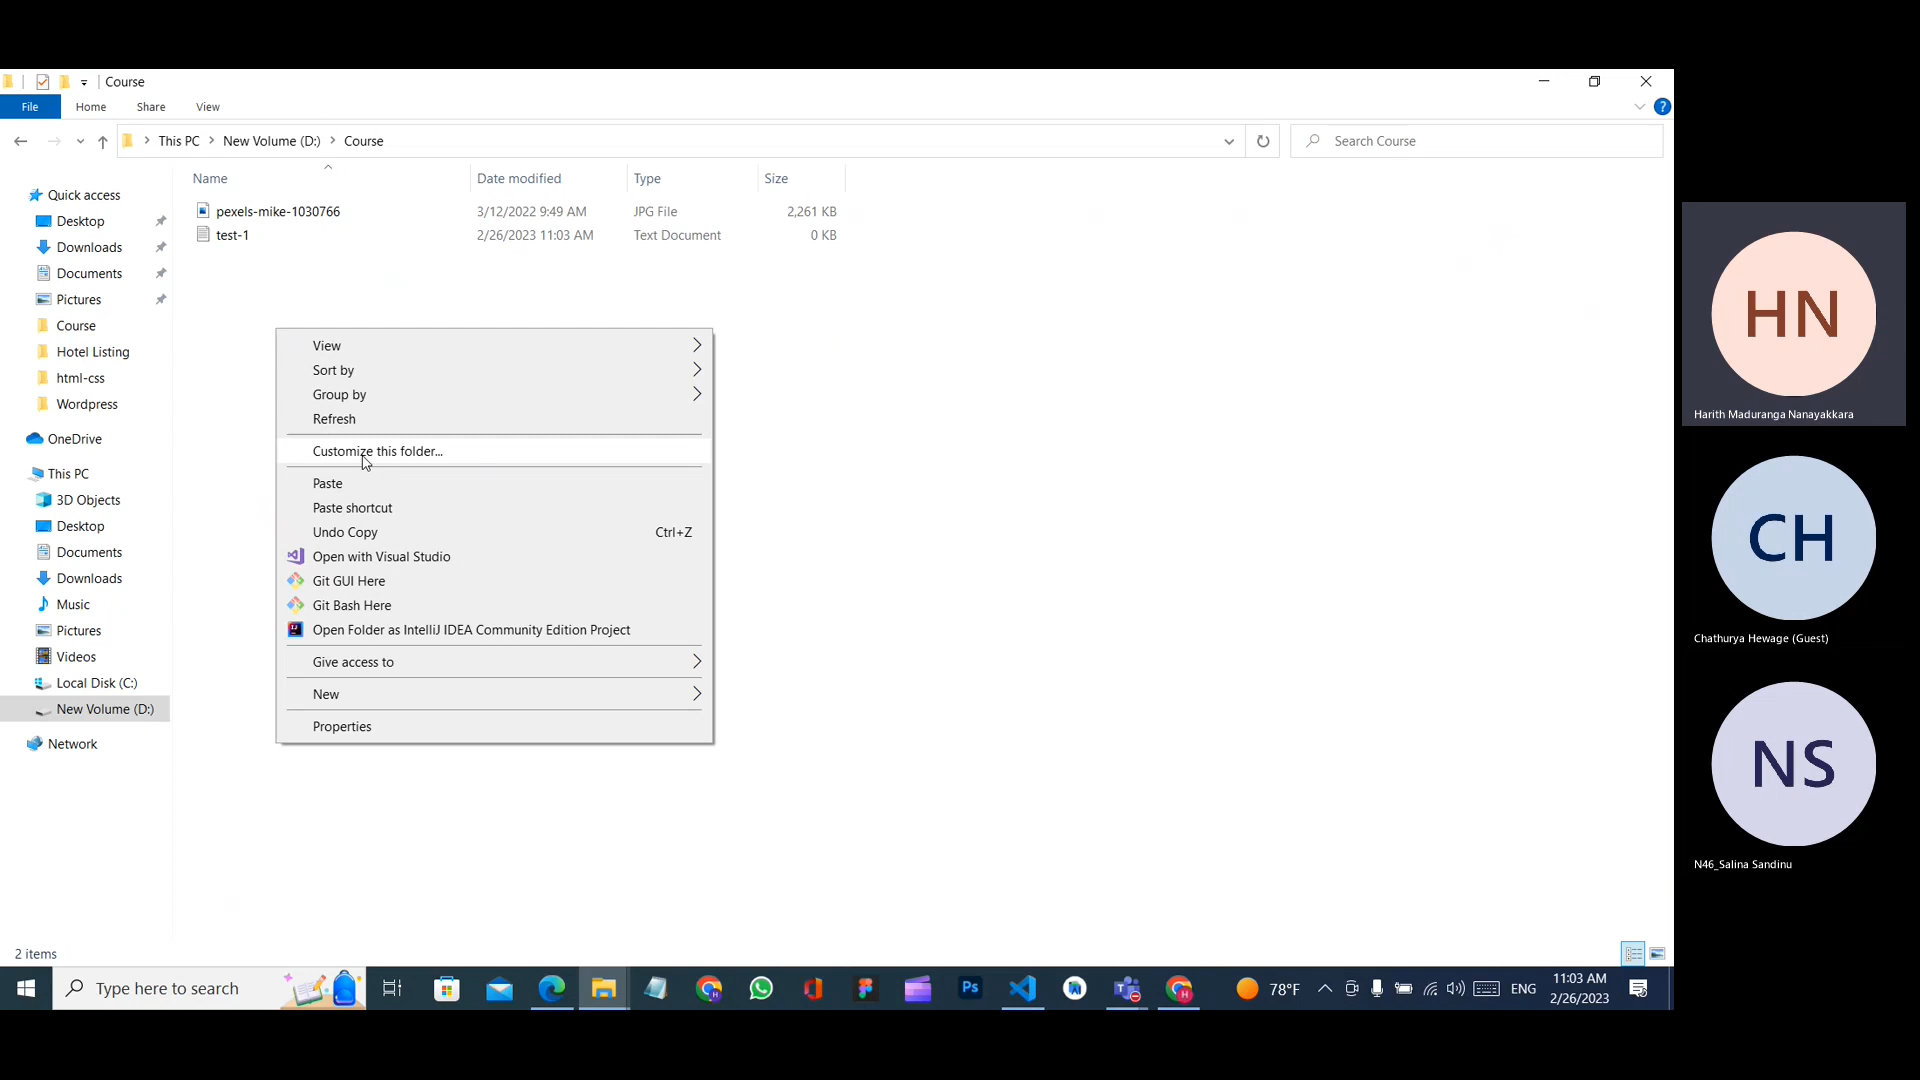 Course
File Home Share View
This PC New Volume (D:) Course
Search Course
Name Date modified Type Size
pexels-mike-1030766 3/12/2022 9:49 AM JPG File 2,261 KB
test-1 2/26/2023 11:03 AM Text Document 0 KB
Quick access
Desktop
Downloads
Documents
Pictures
Course
Hotel Listing
html-css
Wordpress
OneDrive
This PC
3D Objects
Desktop
Documents
Downloads
Music
Pictures
Videos
Local Disk (C:)
New Volume (D:)
Network
View
Sort by
Group by
Refresh
Customize this folder...
Paste
Paste shortcut
Undo Copy Ctrl+Z
Open with Visual Studio
Git GUI Here
Git Bash Here
Open Folder as IntelliJ IDEA Community Edition Project
Give access to
New
Properties
HN
Harith Maduranga Nanayakkara
CH
Chathurya Hewage (Guest)
NS
N46_Salina Sandinu
2 items
Type here to search
Ps
78°F
ENG
11:03 AM
2/26/2023